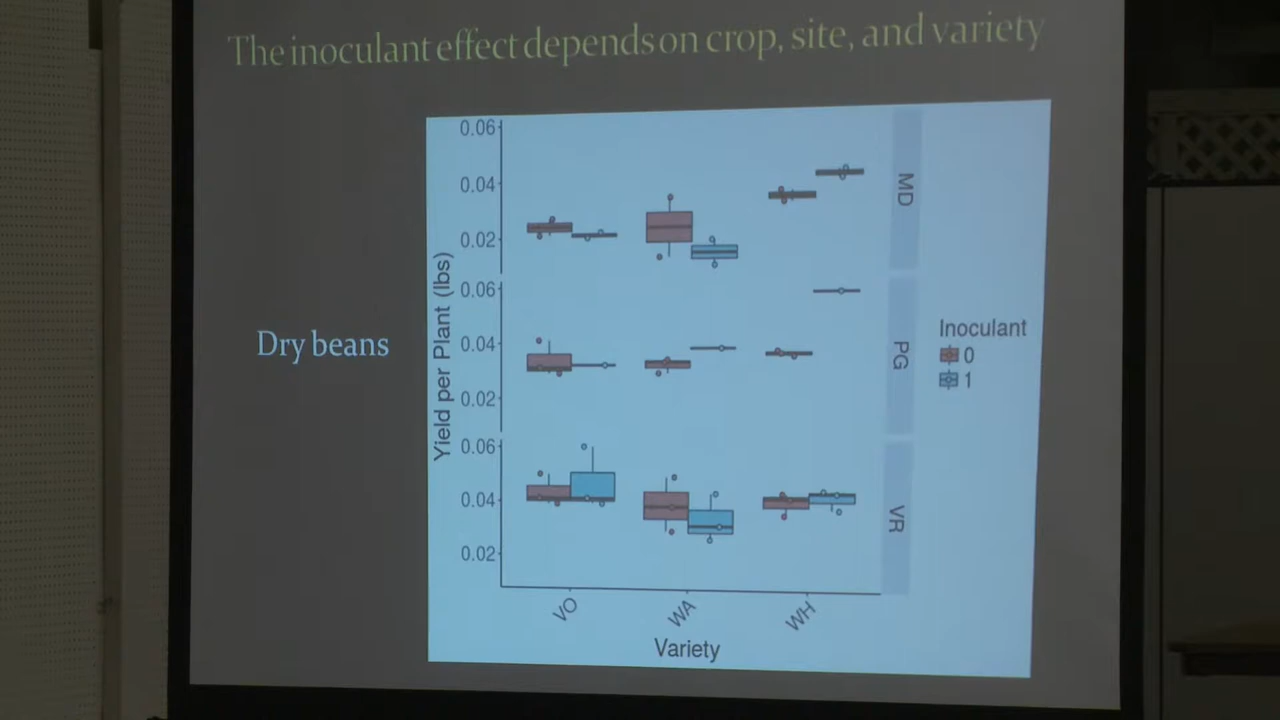 The inoculant effect depends on crop, site, and variety
Dry beans
Yield per Plant (lbs)
0.06
0.04
0.02
MD
0.06
0.04
0.02
PG
0.06
0.04
0.02
VR
VO
WA
WH
Variety
Inoculant
0
1